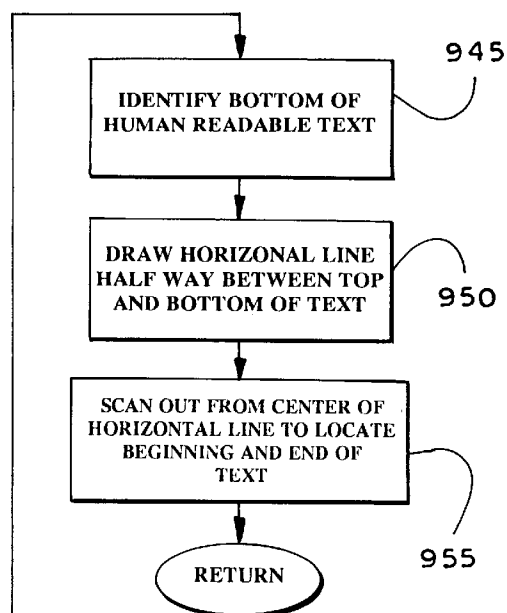 945
IDENTIFY BOTTOM OF
HUMAN READABLE TEXT
DRAW HORIZONAL LINE
HALF WAY BETWEEN TOP
AND BOTTOM OF TEXT
950
SCAN OUT FROM CENTER OF
HORIZONTAL LINE TO LOCATE
BEGINNING AND END OF
TEXT
955
RETURN